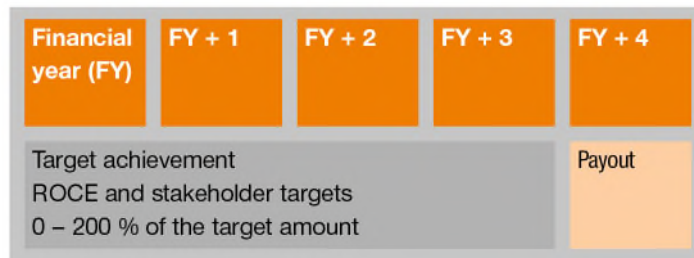 Financial year (FY)
FY + 1
FY + 2
FY + 3
FY + 4
Target achievement
ROCE and stakeholder targets
0 – 200 % of the target amount
Payout